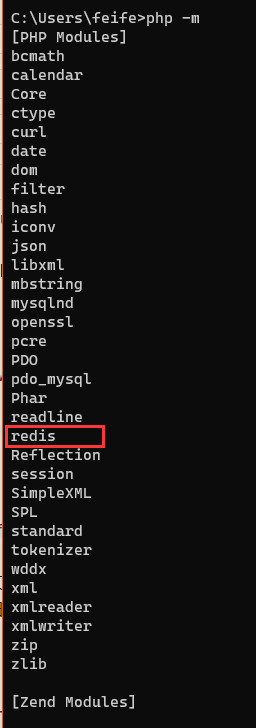 C:\Users\feife>php -m
[PHP Modules]
bcmath
calendar
Core
ctype
curl
date
dom
filter
hash
iconv
json
libxml
mbstring
mysqlnd
openssl
pcre
PDO
pdo_mysql
Phar
readline
redis
Reflection
session
SimpleXML
SPL
standard
tokenizer
wddx
xml
xmlreader
xmlwriter
zip
zlib
[Zend Modules]